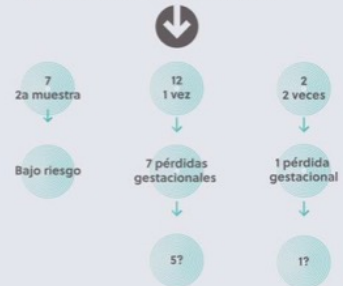 7
2a muestra
Bajo riesgo
12
1 vez
7 pérdidas
gestacionales
5?
2
2 veces
1 pérdida
gestacional
1?